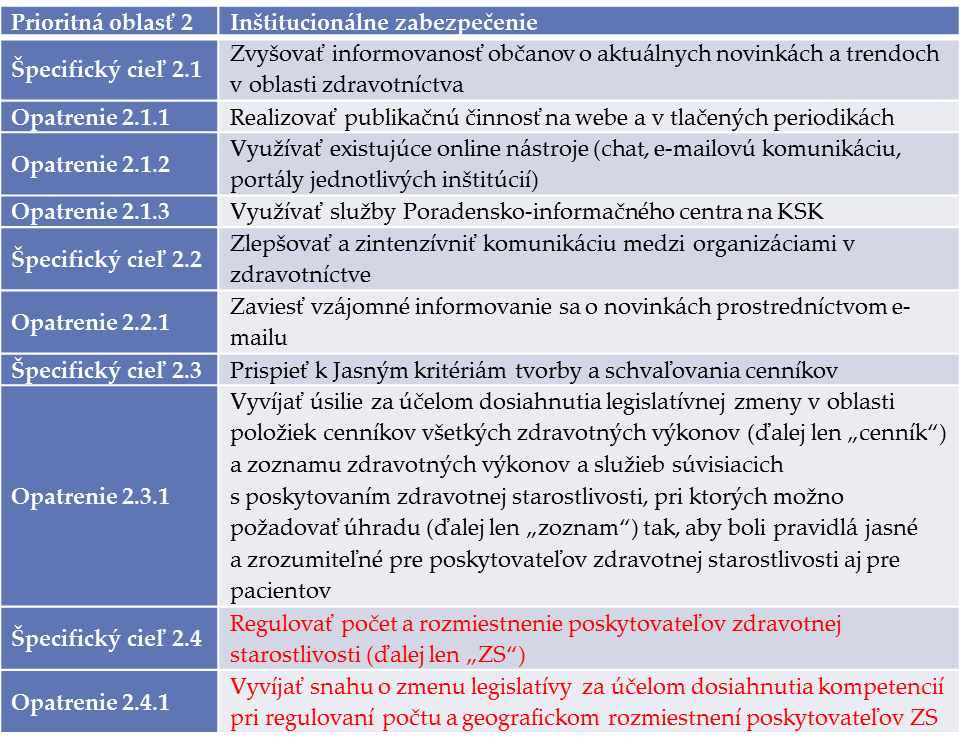 Prioritná oblasť 2 Inštitucionálne zabezpečenie
Špecifický cieľ 2.1 Zvyšovať informovanosť občanov o aktuálnych novinkách a trendoch
v oblasti zdravotníctva
Opatrenie 2.1.1 Realizovať publikačnú činnosť na webe a v tlačených periodikách
Opatrenie 2.1.2 Využívať existujúce online nástroje (chat, e-mailovú komunikáciu,
portály jednotlivých inštitúcií)
Opatrenie 2.1.3 Využívať služby Poradensko-informačného centra na KSK
Špecifický cieľ 2.2 Zlepšovať a zintenzívniť komunikáciu medzi organizáciami v
zdravotníctve
Opatrenie 2.2.1 Zaviesť vzájomné informovanie sa o novinkách prostredníctvom e-
mailu
Špecifický cieľ 2.3 Prispieť k Jasným kritériám tvorby a schvaľovania cenníkov
Opatrenie 2.3.1 Vyvíjať úsilie za účelom dosiahnutia legislatívnej zmeny v oblasti
položiek cenníkov všetkých zdravotných výkonov (ďalej len „cenník“)
a zoznamu zdravotných výkonov a služieb súvisiacich
s poskytovaním zdravotnej starostlivosti, pri ktorých možno
požadovať úhradu (ďalej len „zoznam“) tak, aby boli pravidlá jasné
a zrozumiteľné pre poskytovateľov zdravotnej starostlivosti aj pre
pacientov
Špecifický cieľ 2.4 Regulovať počet a rozmiestnenie poskytovateľov zdravotnej
starostlivosti (ďalej len „ZS“)
Opatrenie 2.4.1 Vyvíjať snahu o zmenu legislatívy za účelom dosiahnutia kompetencií
pri regulovaní počtu a geografickom rozmiestnení poskytovateľov ZS